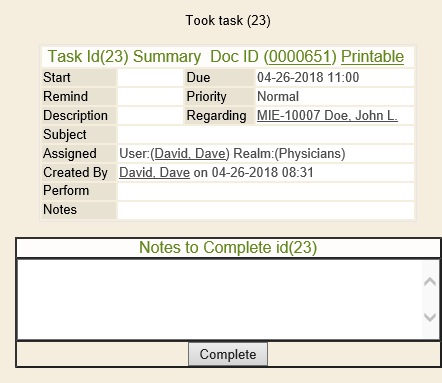 Took task (23)
Task Id(23) Summary Doc ID (0000651) Printable
Start Due 04-26-2018 11:00
Remind Priority Normal
Description Regarding MIE-10007 Doe, John L.
Subject
Assigned User:(David, Dave) Realm:(Physicians)
Created By David, Dave on 04-26-2018 08:31
Perform
Notes
Notes to Complete id(23)
Complete